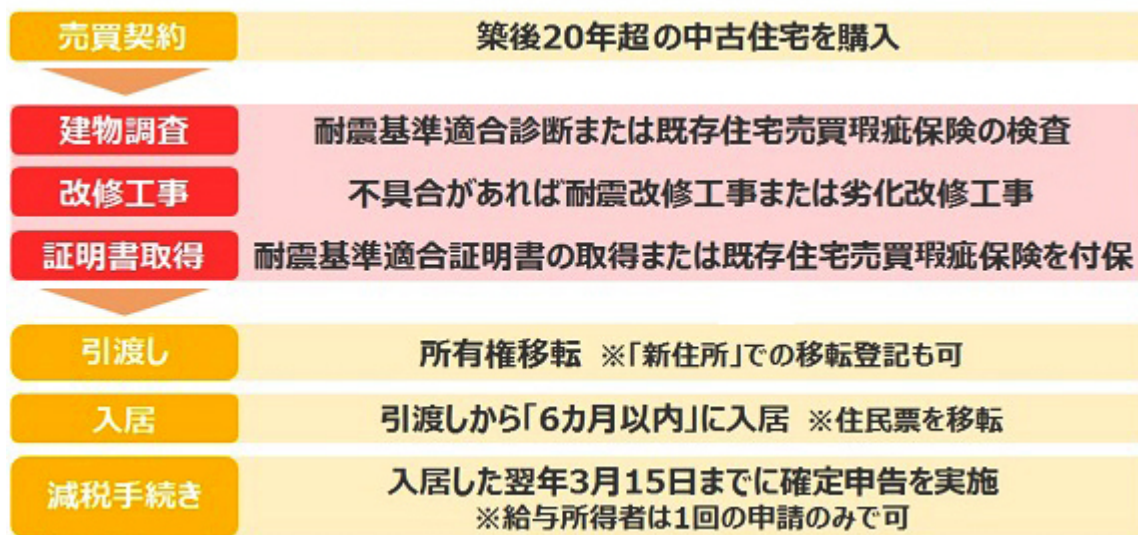 売買契約 築後20年超の中古住宅を購入
建物調査 耐震基準適合診断または既存住宅売買瑕疵保険の検査
改修工事 不具合があれば耐震改修工事または劣化改修工事
証明書取得 耐震基準適合証明書の取得または既存住宅売買瑕疵保険を付保
引渡し 所有権移転 ※「新住所」での移転登記も可
入居 引渡しから「6カ月以内」に入居 ※住民票を移転
減税手続き 入居した翌年3月15日までに確定申告を実施
※給与所得者は1回の申請のみで可